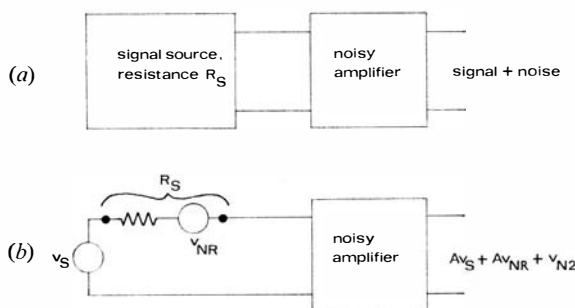 (a)
signal source,
resistance R_S
noisy
amplifier
signal + noise
(b)
R_S
v_S
v_NR
noisy
amplifier
Av_S + Av_NR + v_N2